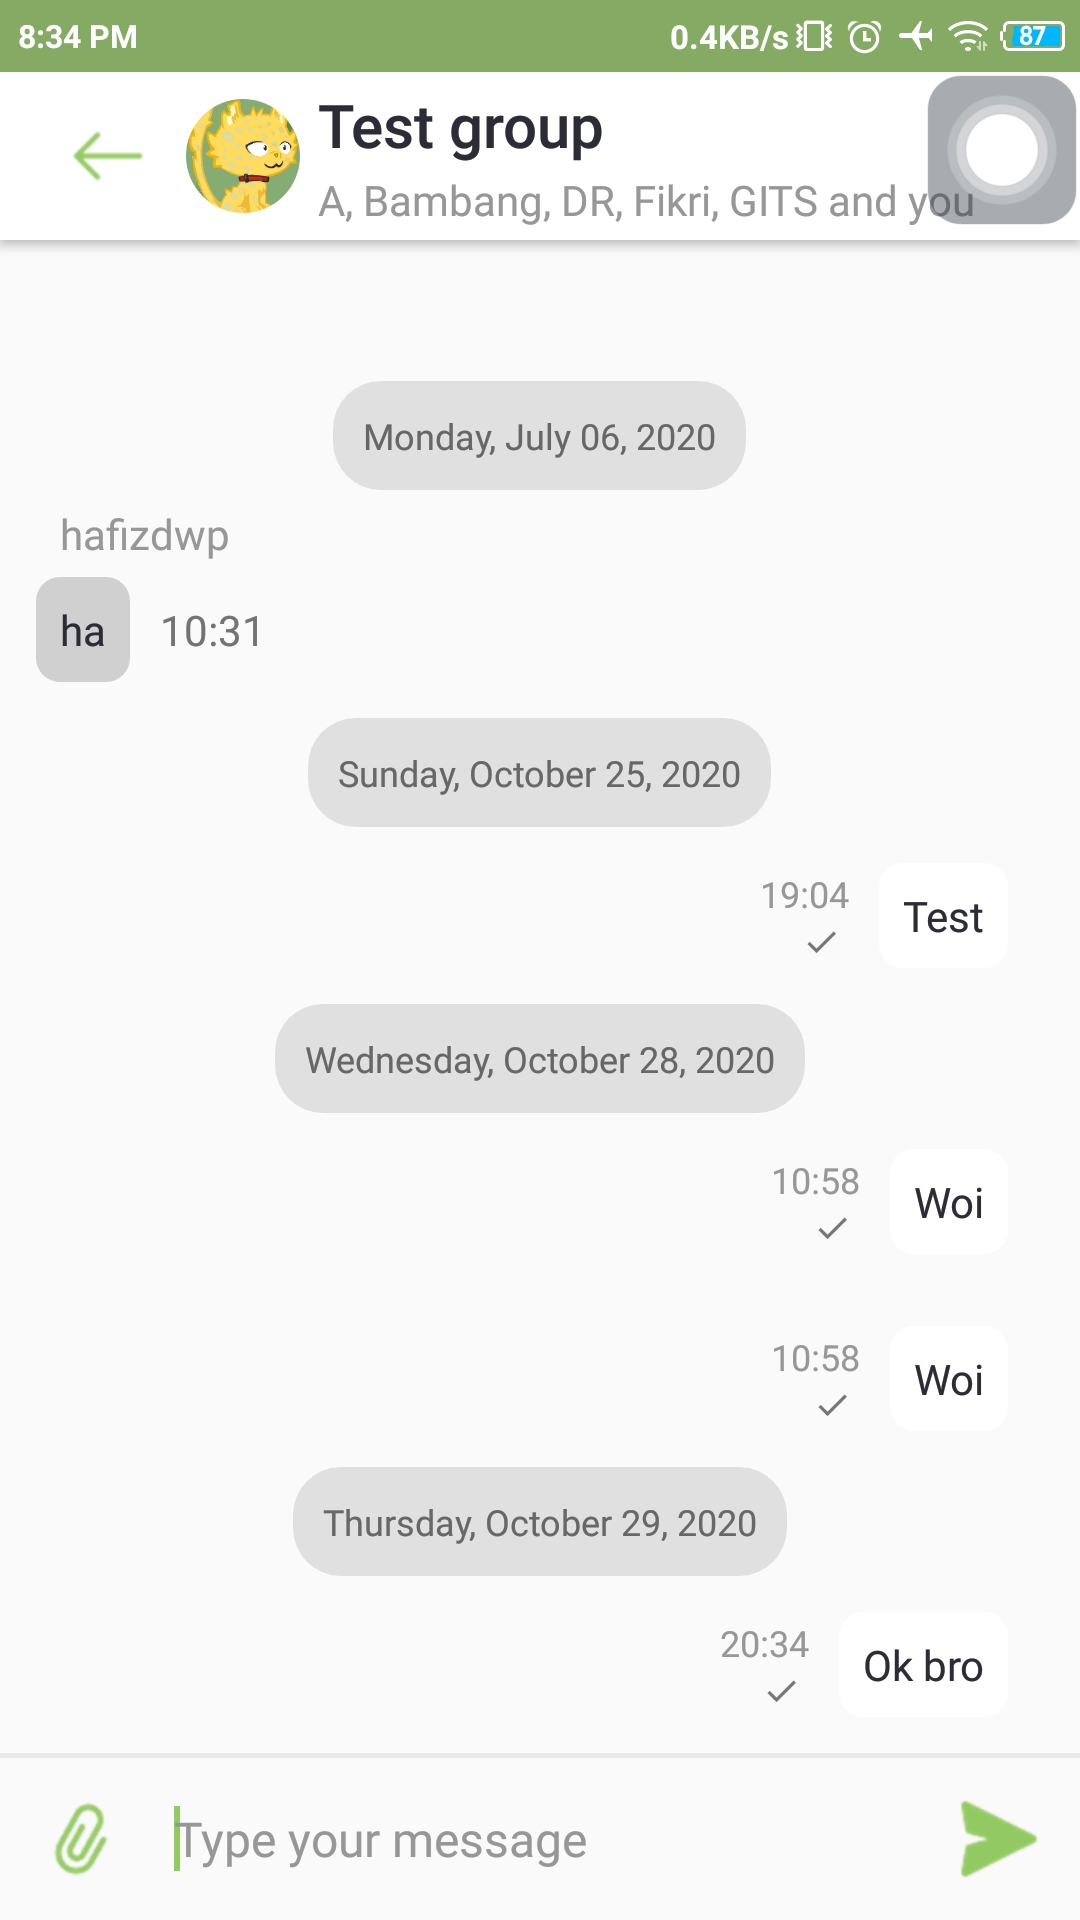 8:34 PM
0.4KB/s
87
Test group
A, Bambang, DR, Fikri, GITS and you
Monday, July 06, 2020
hafizdwp
ha
10:31
Sunday, October 25, 2020
19:04
Test
Wednesday, October 28, 2020
10:58
Woi
10:58
Woi
Thursday, October 29, 2020
20:34
Ok bro
Type your message